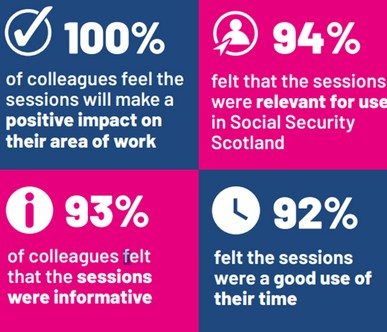 100%
of colleagues feel the
sessions will make a
positive impact on
their area of work
94%
felt that the sessions
were relevant for use
in Social Security
Scotland
93%
of colleagues felt
that the sessions
were informative
92%
felt the sessions
were a good use of
their time